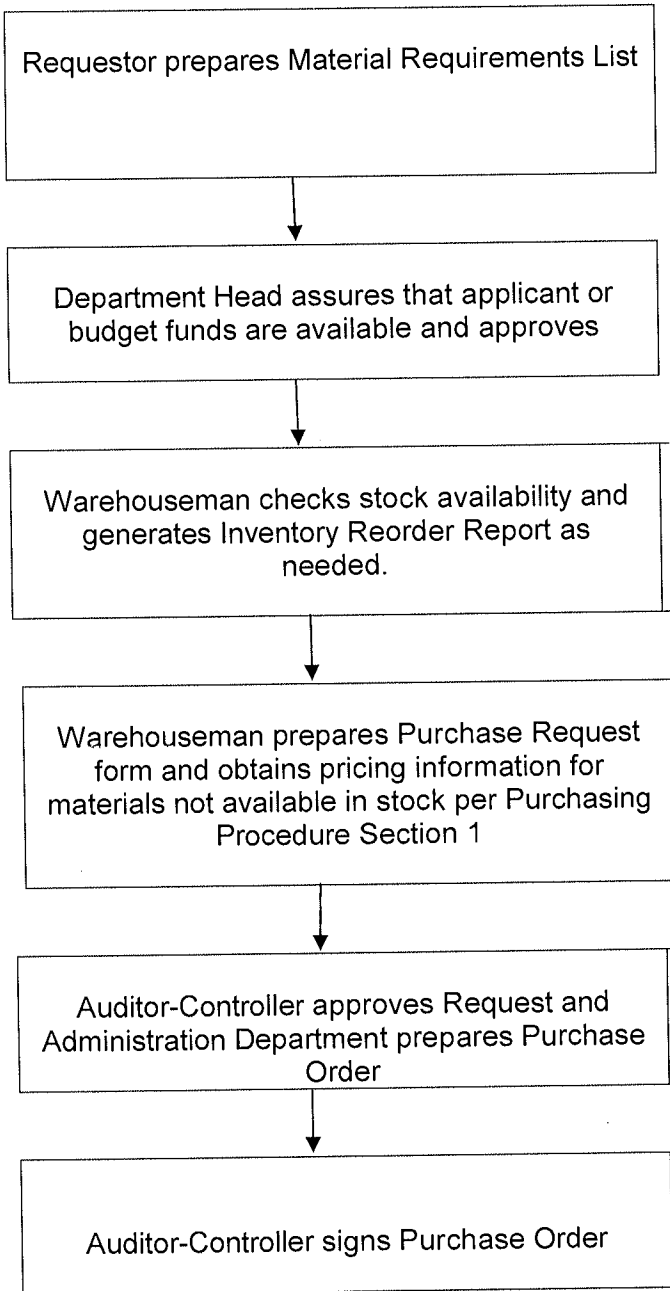 Requestor prepares Material Requirements List
Department Head assures that applicant or
budget funds are available and approves
Warehouseman checks stock availability and
generates Inventory Reorder Report as
needed.
Warehouseman prepares Purchase Request
form and obtains pricing information for
materials not available in stock per Purchasing
Procedure Section 1
Auditor-Controller approves Request and
Administration Department prepares Purchase
Order
Auditor-Controller signs Purchase Order